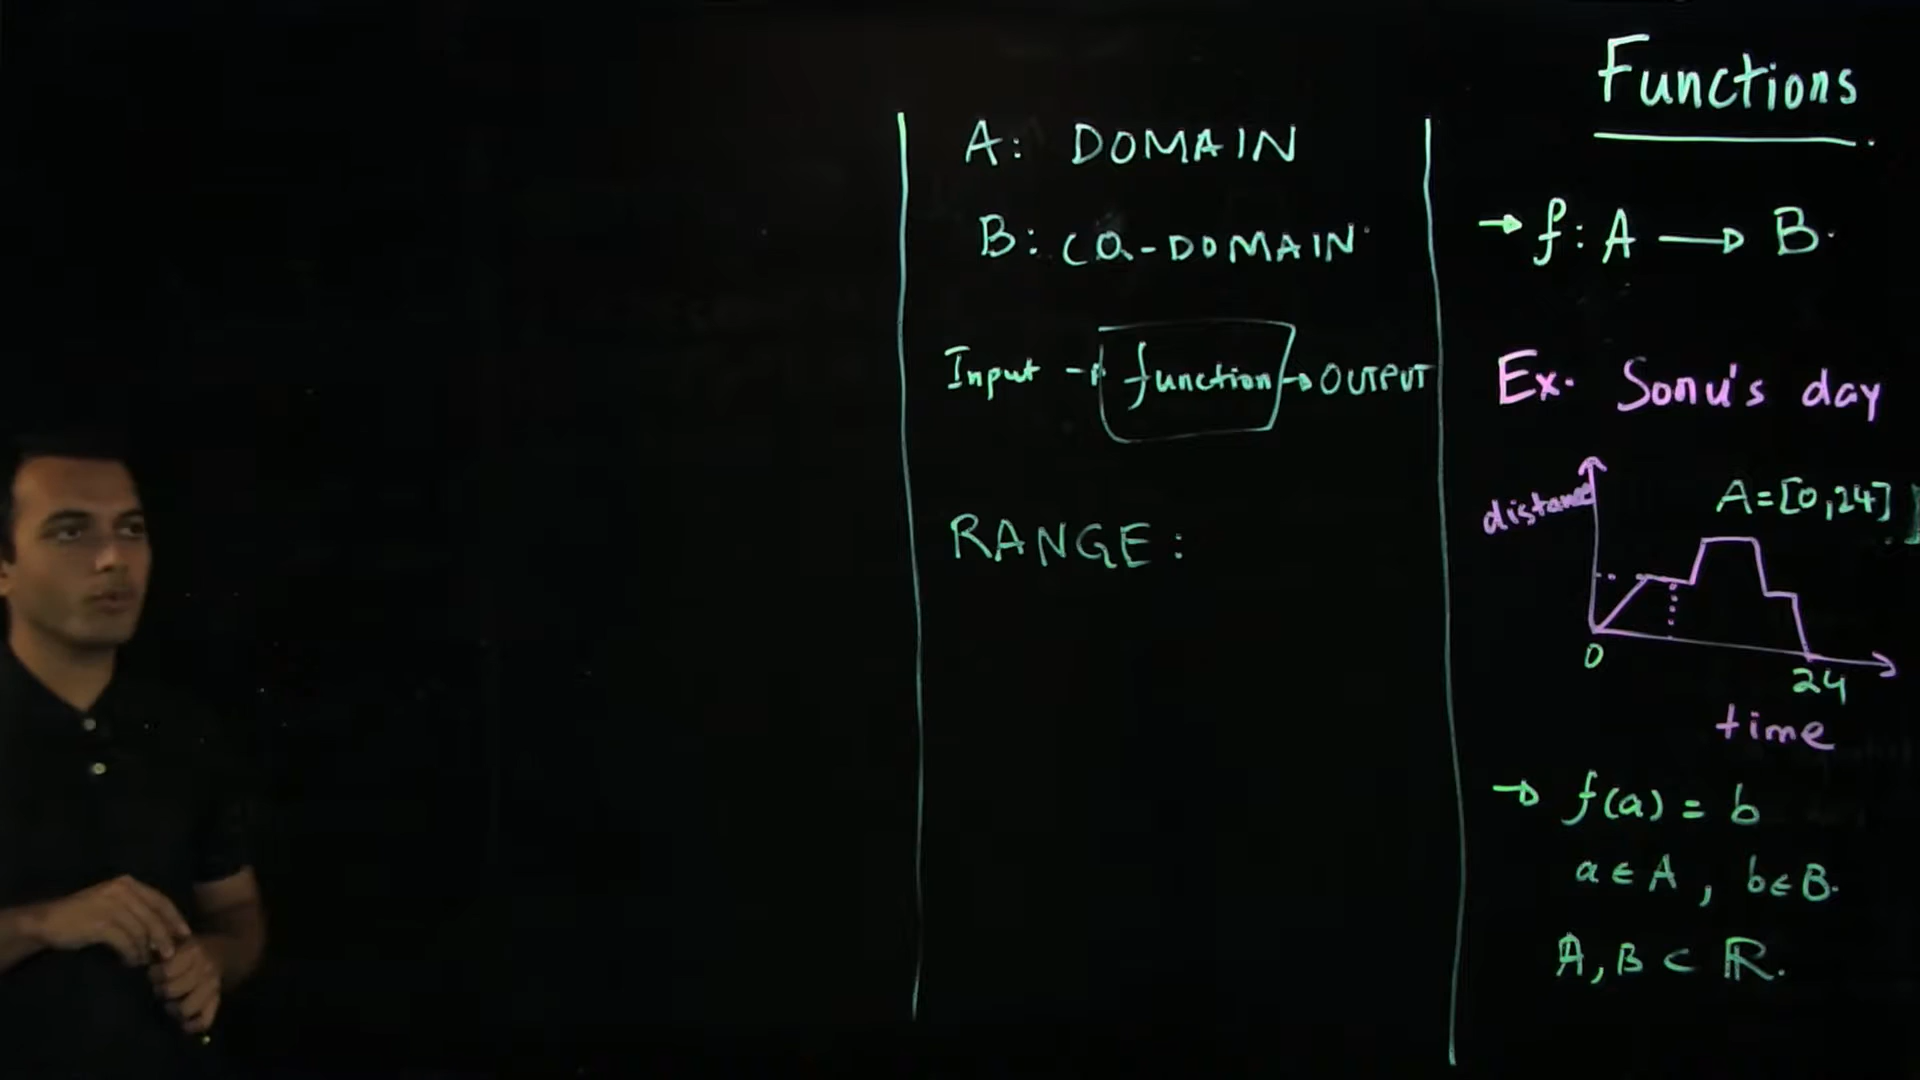 Functions
→ f: A → B.
Ex. Sonu's day
distance
A=[0,24]
0
24
time
→ f(a) = b
a ∈ A, b ∈ B.
A, B ⊂ ℝ.
A: DOMAIN
B: CO-DOMAIN
Input → function → OUTPUT
RANGE: